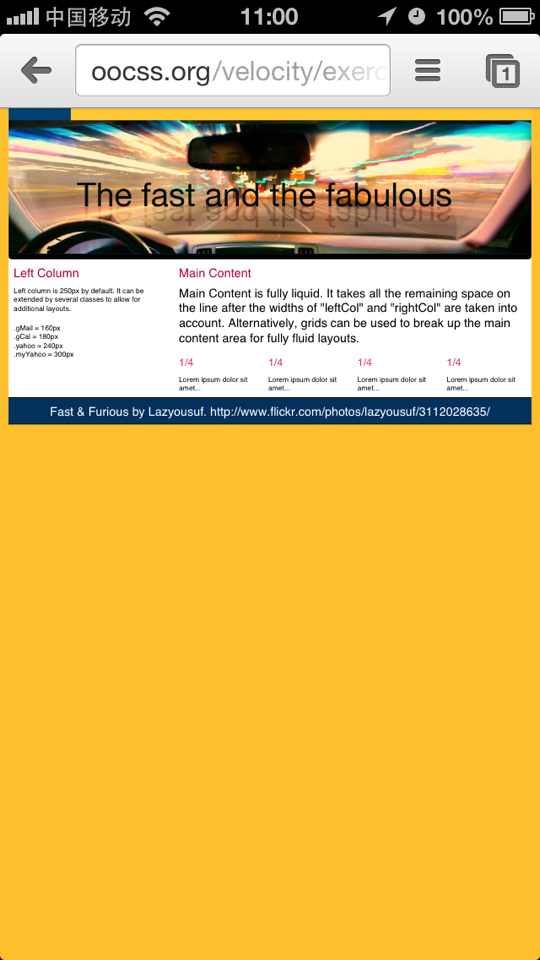 中国移动 11:00 100%
oocss.org/velocity/exerc
1
The fast and the fabulous
Left Column
Left column is 250px by default. It can be
extended by several classes to allow for
additional layouts.
.gMail = 160px
.gCal = 180px
.yahoo = 240px
.myYahoo = 300px
Main Content
Main Content is fully liquid. It takes all the remaining space on
the line after the widths of "leftCol" and "rightCol" are taken into
account. Alternatively, grids can be used to break up the main
content area for fully fluid layouts.
1/4 1/4 1/4 1/4
Lorem ipsum dolor sit Lorem ipsum dolor sit Lorem ipsum dolor sit Lorem ipsum dolor sit
amet... amet... amet... amet...
Fast & Furious by Lazyousuf. http://www.flickr.com/photos/lazyousuf/3112028635/